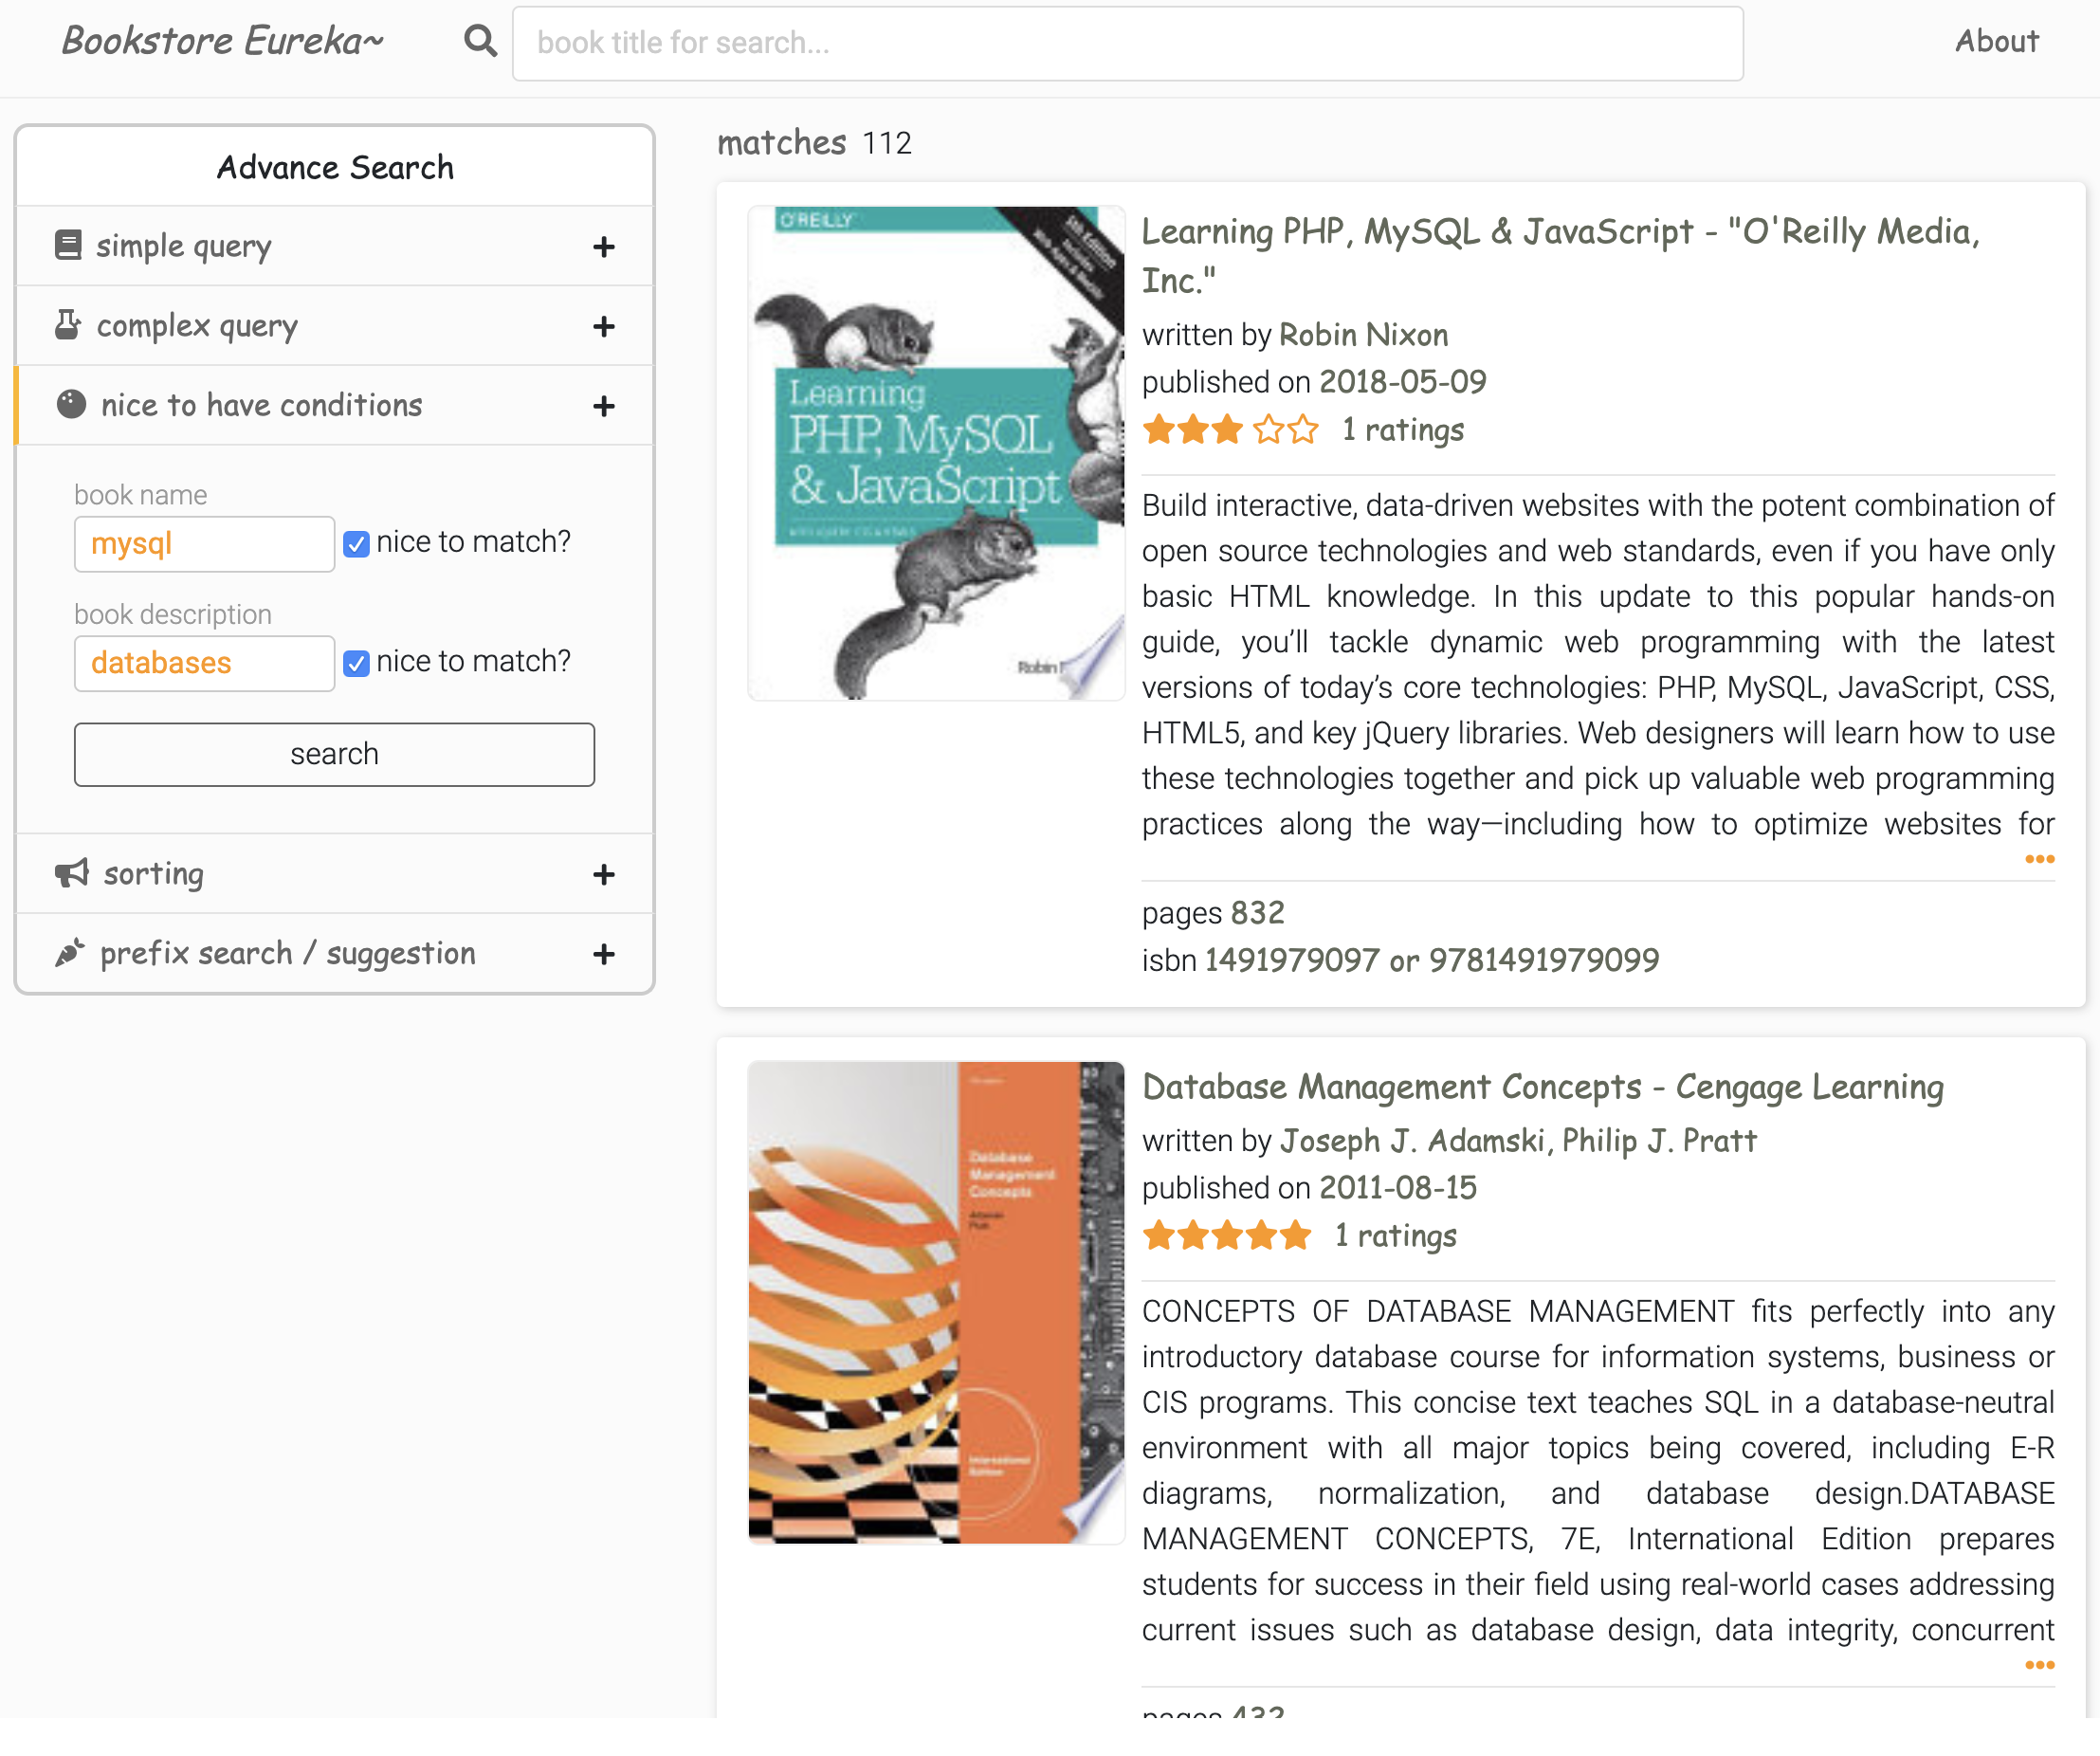 Bookstore Eureka~
book title for search...
About
Advance Search
simple query
complex query
nice to have conditions
book name
mysql
nice to match?
book description
databases
nice to match?
search
sorting
prefix search / suggestion
matches 112
O'REILLY
5th Edition
Learning
PHP, MySQL
& JavaScript
Learning PHP, MySQL & JavaScript - "O'Reilly Media,
Inc."
written by Robin Nixon
published on 2018-05-09
1 ratings
Build interactive, data-driven websites with the potent combination of
open source technologies and web standards, even if you have only
basic HTML knowledge. In this update to this popular hands-on
guide, you’ll tackle dynamic web programming with the latest
versions of today’s core technologies: PHP, MySQL, JavaScript, CSS,
HTML5, and key jQuery libraries. Web designers will learn how to use
these technologies together and pick up valuable web programming
practices along the way—including how to optimize websites for
pages 832
isbn 1491979097 or 9781491979099
Database
Management
Concepts
International
Edition
Database Management Concepts - Cengage Learning
written by Joseph J. Adamski, Philip J. Pratt
published on 2011-08-15
1 ratings
CONCEPTS OF DATABASE MANAGEMENT fits perfectly into any
introductory database course for information systems, business or
CIS programs. This concise text teaches SQL in a database-neutral
environment with all major topics being covered, including E-R
diagrams, normalization, and database design.DATABASE
MANAGEMENT CONCEPTS, 7E, International Edition prepares
students for success in their field using real-world cases addressing
current issues such as database design, data integrity, concurrent
pages 432